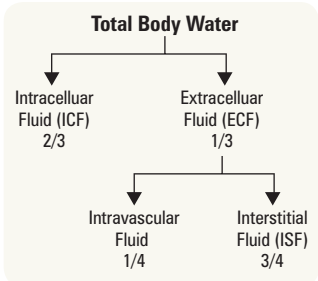 Total Body Water
Intracelluar
Fluid (ICF)
2/3
Extracelluar
Fluid (ECF)
1/3
Intravascular
Fluid
1/4
Interstitial
Fluid (ISF)
3/4